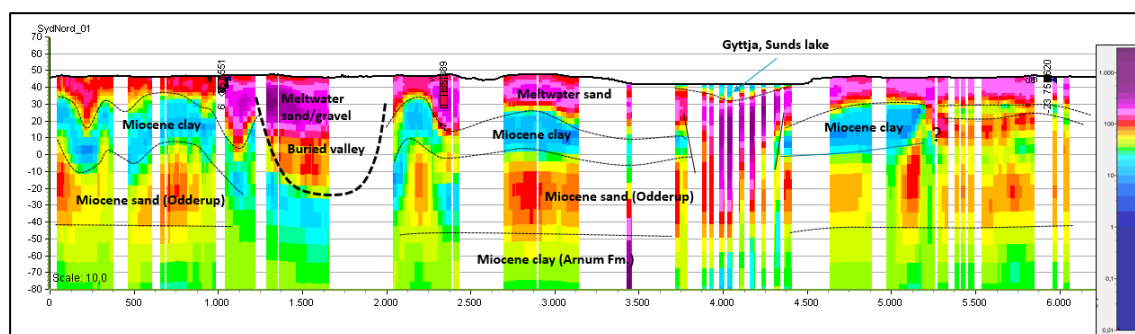 SydNord_01
Gyttja, Sunds lake
70
60
50
40
30
20
10
0
-10
-20
-30
-40
-50
-60
-70
-80
Meltwater
sand/gravel
Meltwater sand
Miocene clay
Miocene clay
Miocene clay
?
Buried valley
Miocene sand (Odderup)
Miocene sand (Odderup)
Miocene clay (Arnum Fm.)
Scale: 10,0
0
500
1.000
1.500
2.000
2.500
3.000
3.500
4.000
4.500
5.000
5.500
6.000
1.000
100
10
1
0,1
0,01